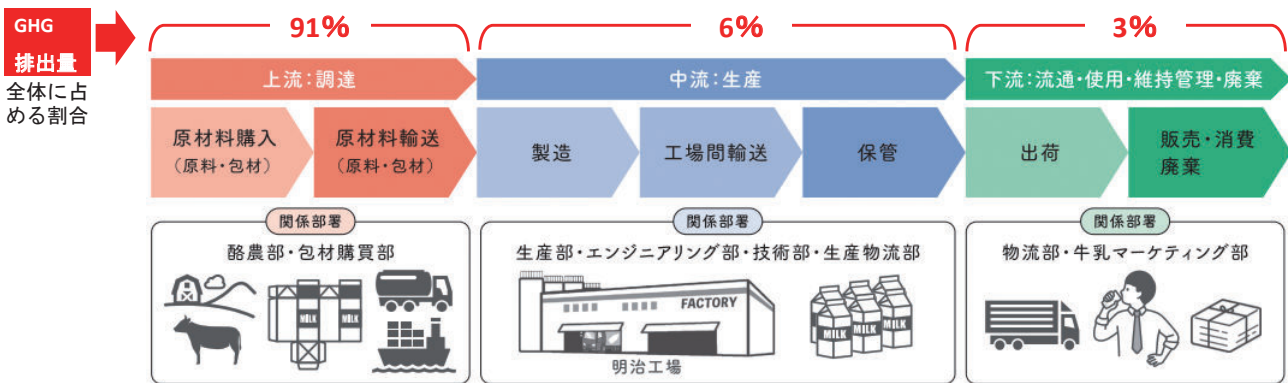 GHG
排出量
全体に占
める割合
91%
6%
3%
上流:調達
中流:生産
下流:流通・使用・維持管理・廃棄
原材料購入
(原料・包材)
原材料輸送
(原料・包材)
製造
工場間輸送
保管
出荷
販売・消費
廃棄
関係部署
酪農部・包材購買部
MILK
MILK
関係部署
生産部・エンジニアリング部・技術部・生産物流部
FACTORY
明治工場
MILK
MILK
MILK
関係部署
物流部・牛乳マーケティング部